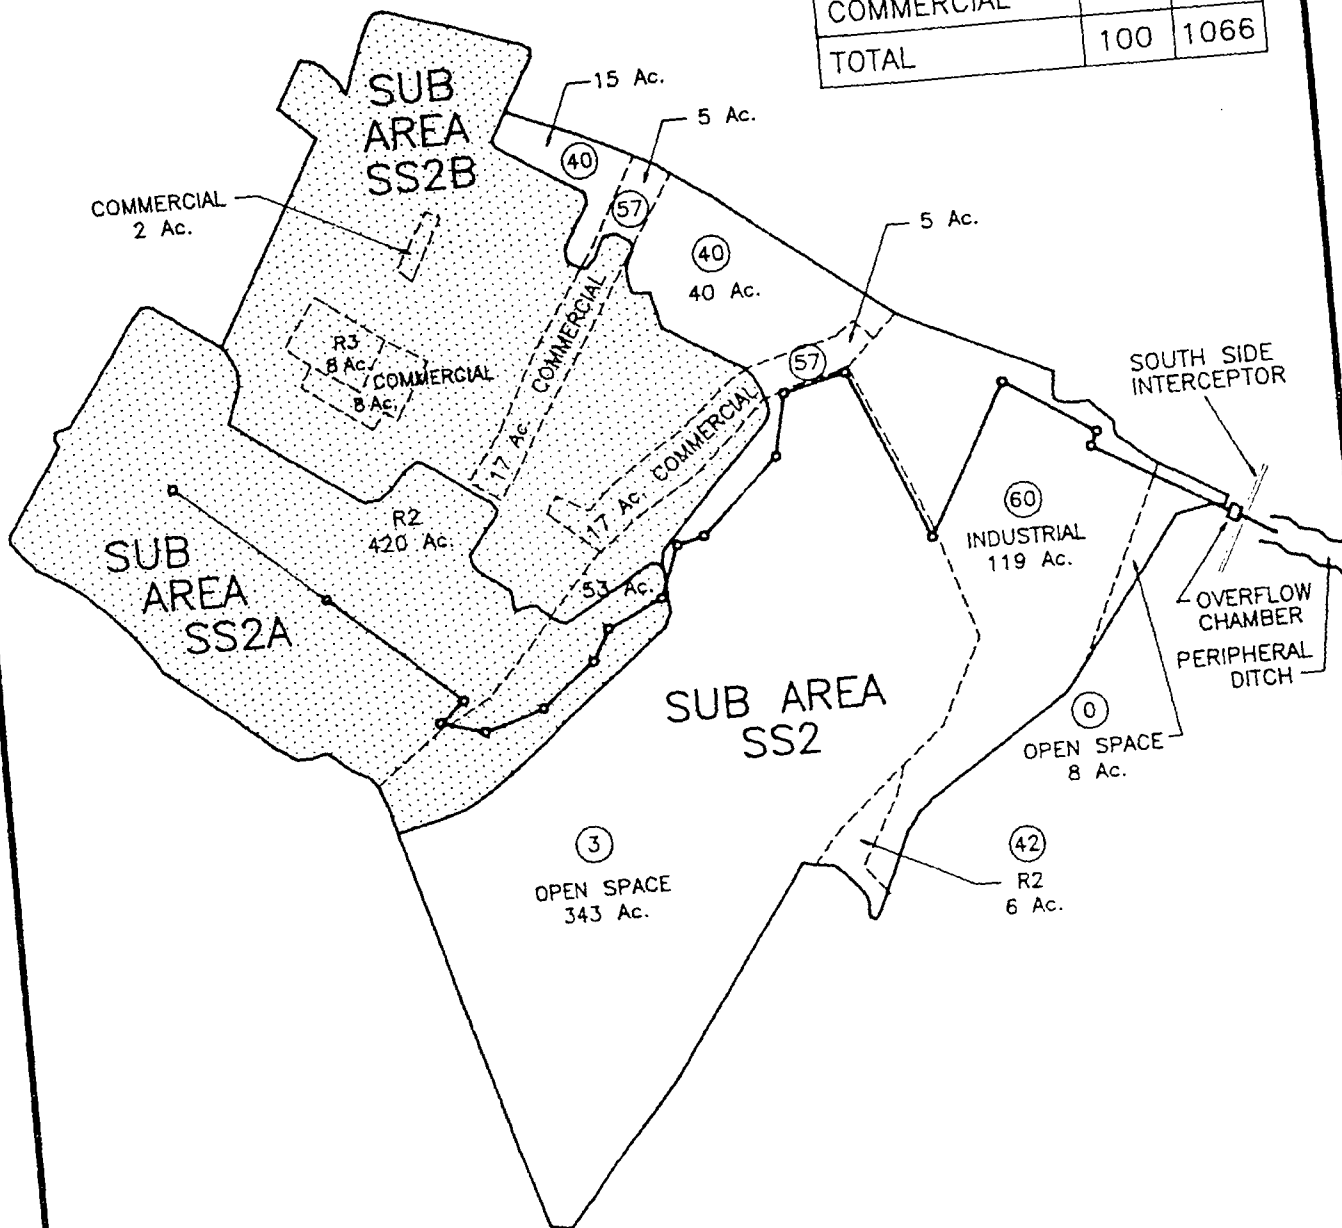 COMMERCIAL
TOTAL 100 1066
SUB
AREA
SS2B
15 Ac.
5 Ac.
40
57
COMMERCIAL
2 Ac.
40
40 Ac.
5 Ac.
57
R3
8 Ac.
COMMERCIAL
8 Ac.
17 Ac. COMMERCIAL
17 Ac. COMMERCIAL
SOUTH SIDE
INTERCEPTOR
R2
420 Ac.
60
INDUSTRIAL
119 Ac.
SUB
AREA
SS2A
53 Ac.
OVERFLOW
CHAMBER
PERIPHERAL
DITCH
SUB AREA
SS2
0
OPEN SPACE
8 Ac.
3
OPEN SPACE
343 Ac.
42
R2
6 Ac.